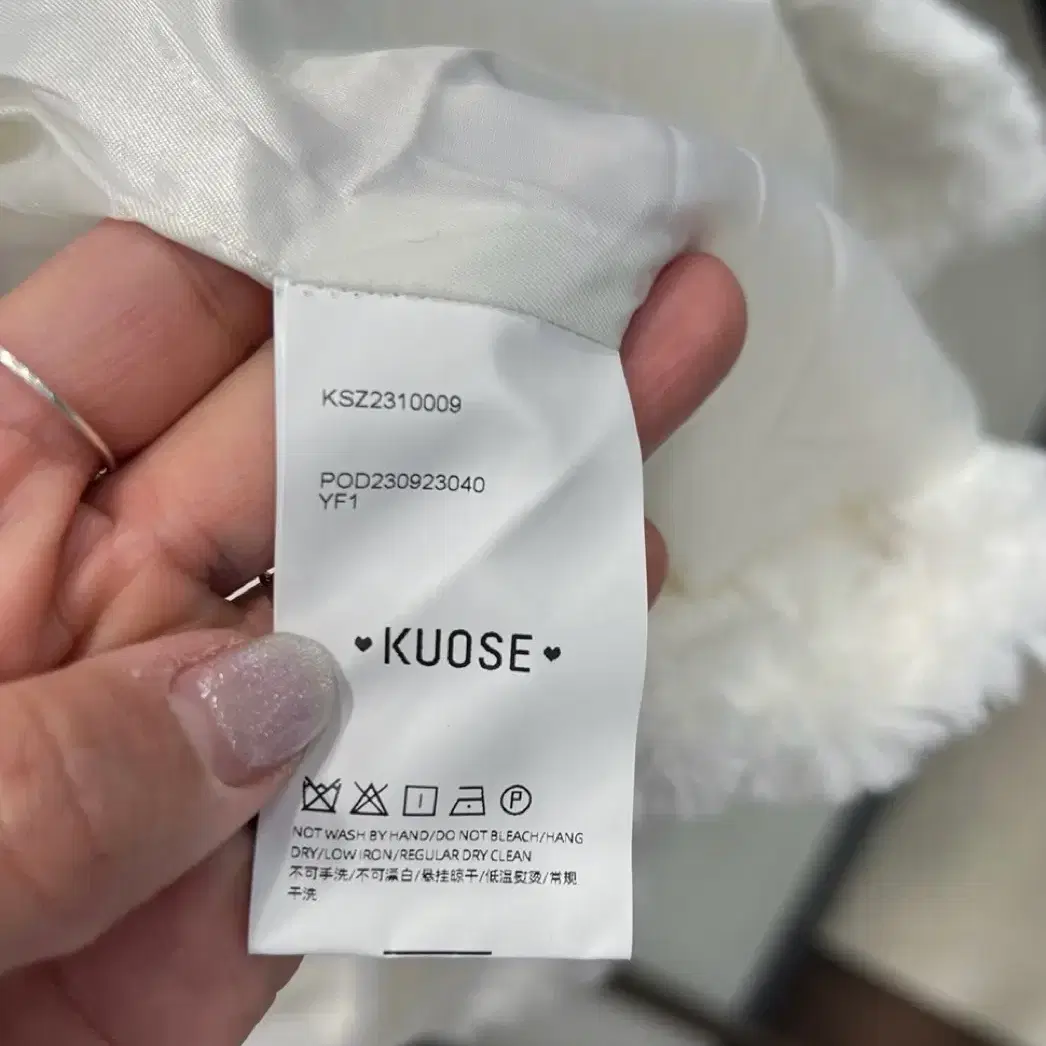 KSZ2310009
POD230923040
YF1
♥KUOSE♥
P
NOT WASH BY HAND/DO NOT BLEACH/HANG
DRY/LOW IRON/REGULAR DRY CLEAN
不可手洗/不可漂白/悬挂晾干/低温熨烫/常规
干洗